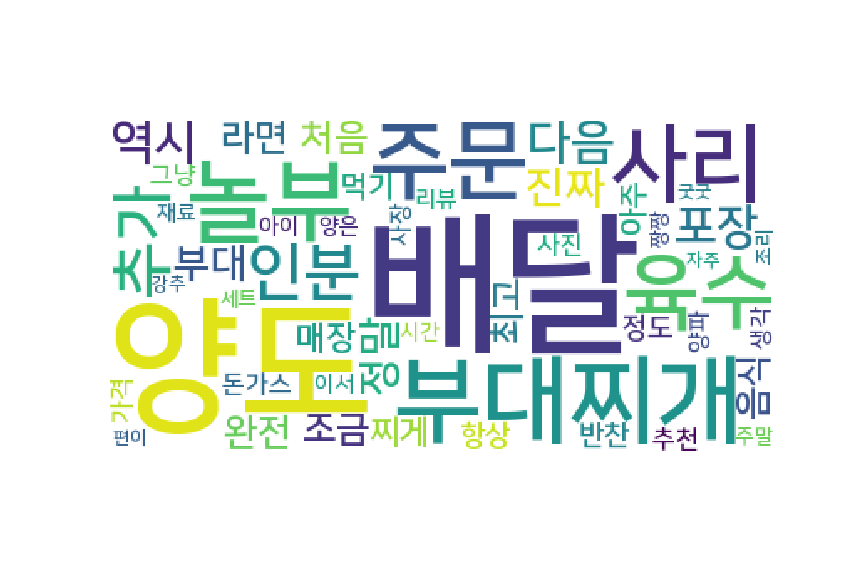 역시
라면
처음
주문
다음
사리
그냥
놀부
먹기
리뷰
진짜
아주
굿굿
추가
재료
아이
양은
사장
배달
사진
짱짱
포장
조리
강추
부대
인분
육수
자주
세트
양도
매장
정말
시간
최고
정도
양파
생각
가격
돈가스
이서
부대찌개
음식
편이
완전
조금
찌게
항상
반찬
추천
주말